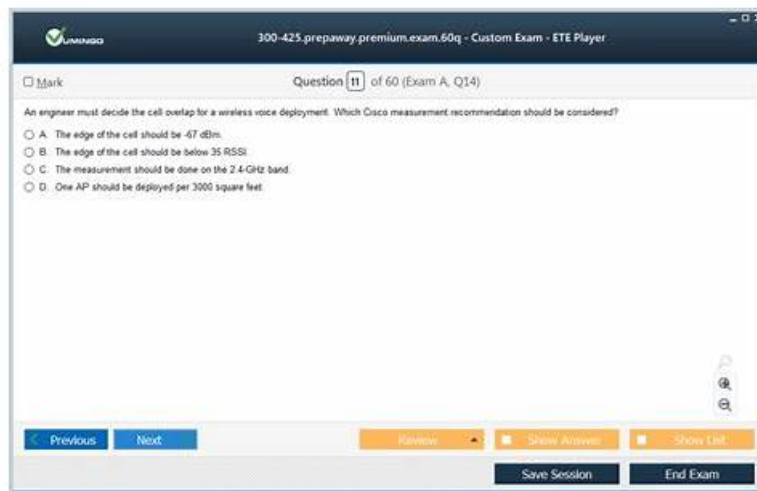 VUMINGO
300-425.prepaway.premium.exam.60q - Custom Exam - ETE Player
Mark
Question 11 of 60 (Exam A, Q14)
An engineer must decide the cell overlap for a wireless voice deployment. Which Cisco measurement recommendation should be considered?
A. The edge of the cell should be -67 dBm.
B. The edge of the cell should be below 35 RSSI.
C. The measurement should be done on the 2.4-GHz band.
D. One AP should be deployed per 3000 square feet.
Previous
Next
Review
Show Answer
Show List
Save Session
End Exam